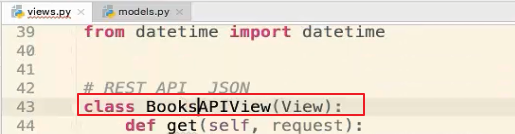 views.py × models.py ×
39 from datetime import datetime
40
41
42 # REST API JSON
43 class BooksAPIView(View):
44 def get(self, request):